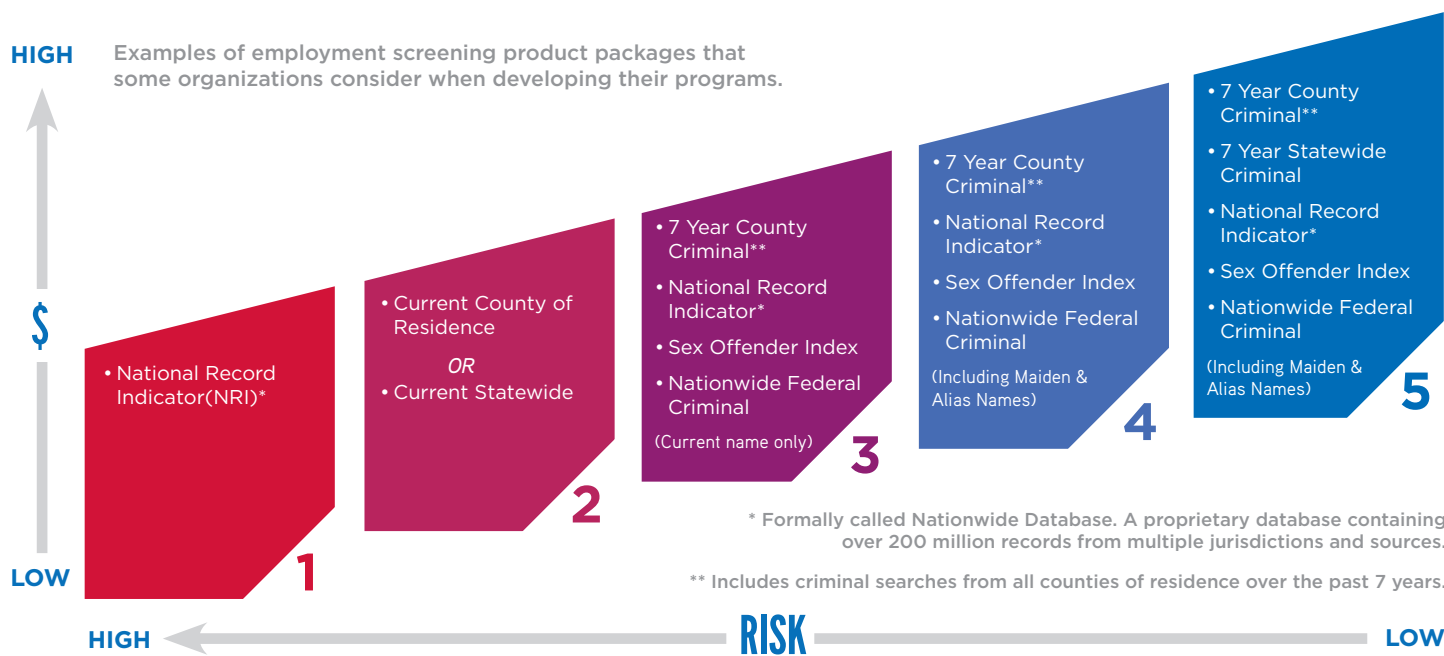 HIGH
Examples of employment screening product packages that
some organizations consider when developing their programs.
$
LOW
• National Record
Indicator(NRI)*
1
• Current County of
Residence
OR
• Current Statewide
2
• 7 Year County
Criminal**
• National Record
Indicator*
• Sex Offender Index
• Nationwide Federal
Criminal
(Current name only)
3
• 7 Year County
Criminal**
• National Record
Indicator*
• Sex Offender Index
• Nationwide Federal
Criminal
(Including Maiden &
Alias Names)
4
• 7 Year County
Criminal**
• 7 Year Statewide
Criminal
• National Record
Indicator*
• Sex Offender Index
• Nationwide Federal
Criminal
(Including Maiden &
Alias Names)
5
* Formally called Nationwide Database. A proprietary database containing
over 200 million records from multiple jurisdictions and sources.
** Includes criminal searches from all counties of residence over the past 7 years.
HIGH
RISK
LOW